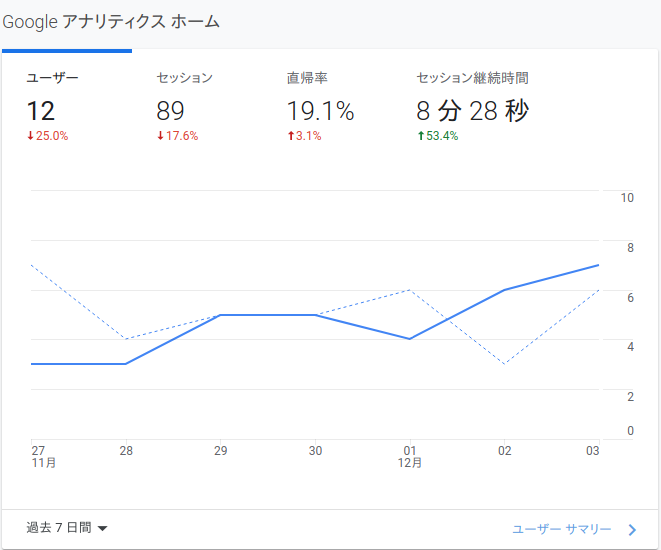 Google アナリティクス ホーム
ユーザー セッション 直帰率 セッション継続時間
12 89 19.1% 8 分 28 秒
↓25.0% ↓17.6% ↑3.1% ↑53.4%
10
8
6
4
2
0
27 28 29 30 01 02 03
11月 12月
過去 7 日間 ユーザー サマリー